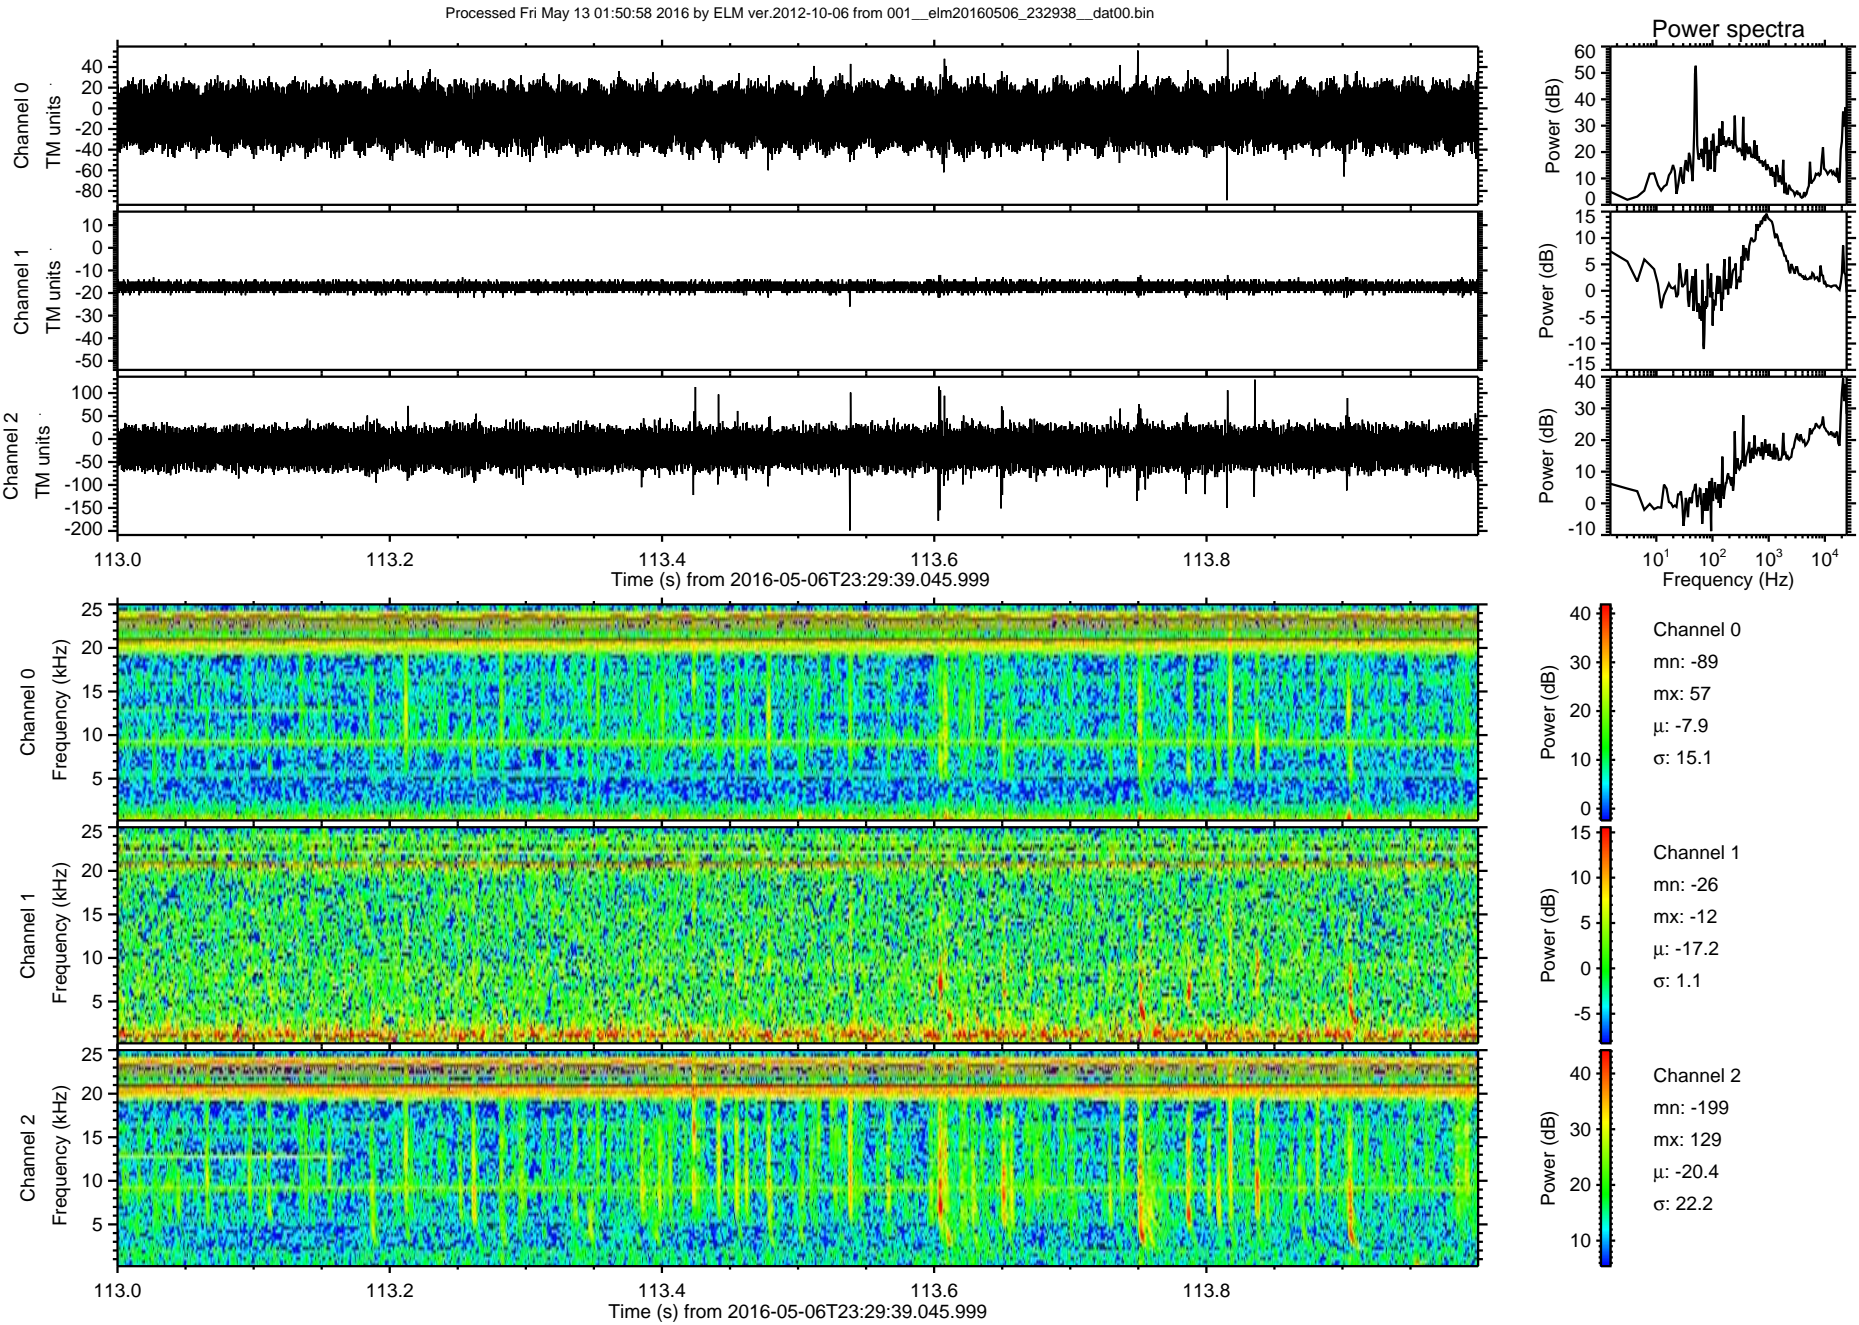 Processed Fri May 13 01:50:58 2016 by ELM ver.2012-10-06 from 001__elm20160506_232938__dat00.bin
Power spectra
Channel 0
TM units
40
20
0
-20
-40
-60
-80
Power (dB)
60
50
40
30
20
10
0
Channel 1
TM units
10
0
-10
-20
-30
-40
-50
Power (dB)
15
10
5
0
-5
-10
-15
Channel 2
TM units
100
50
0
-50
-100
-150
-200
Power (dB)
40
30
20
10
0
-10
113.0 113.2 113.4 113.6 113.8
Time (s) from 2016-05-06T23:29:39.045.999
10^1 10^2 10^3 10^4
Frequency (Hz)
Channel 0
Frequency (kHz)
25
20
15
10
5
Power (dB)
40
30
20
10
0
Channel 0
mn: -89
mx: 57
μ: -7.9
σ: 15.1
Channel 1
Frequency (kHz)
25
20
15
10
5
Power (dB)
15
10
5
0
-5
Channel 1
mn: -26
mx: -12
μ: -17.2
σ: 1.1
Channel 2
Frequency (kHz)
25
20
15
10
5
Power (dB)
40
30
20
10
Channel 2
mn: -199
mx: 129
μ: -20.4
σ: 22.2
113.0 113.2 113.4 113.6 113.8
Time (s) from 2016-05-06T23:29:39.045.999